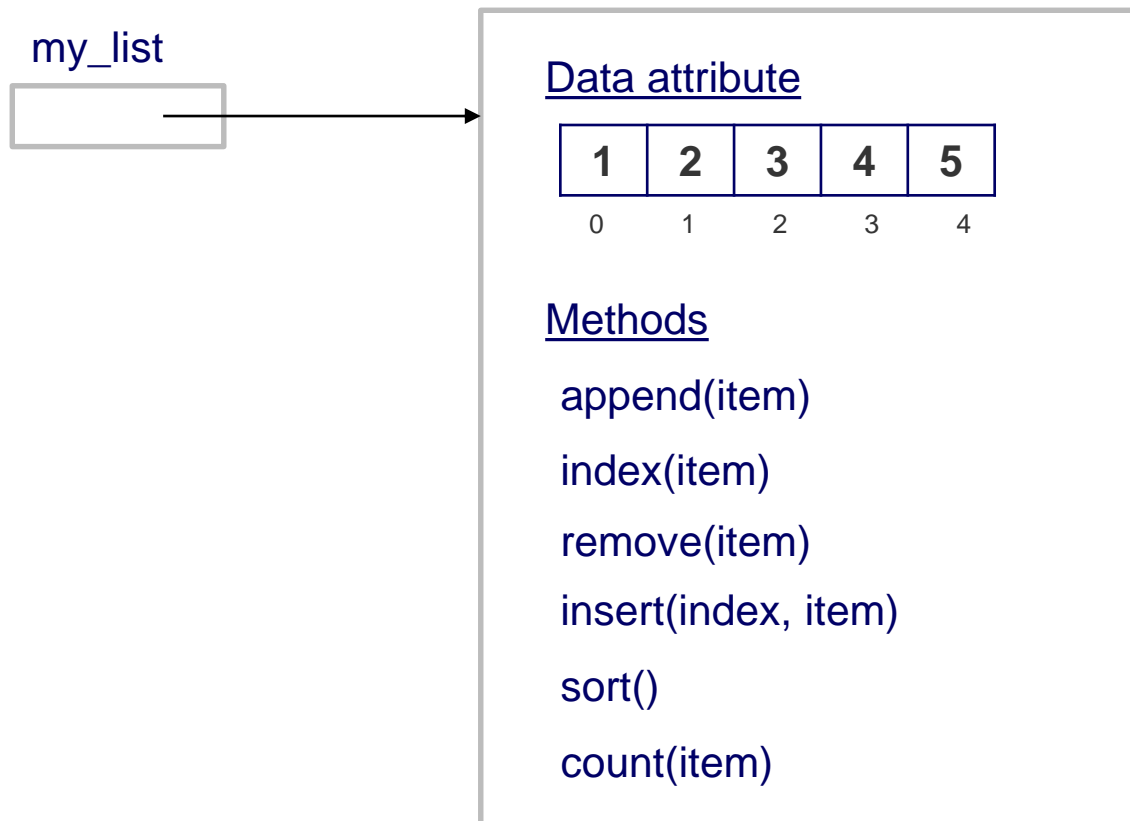 my_list
Data attribute
1 2 3 4 5
0 1 2 3 4
Methods
append(item)
index(item)
remove(item)
insert(index, item)
sort()
count(item)